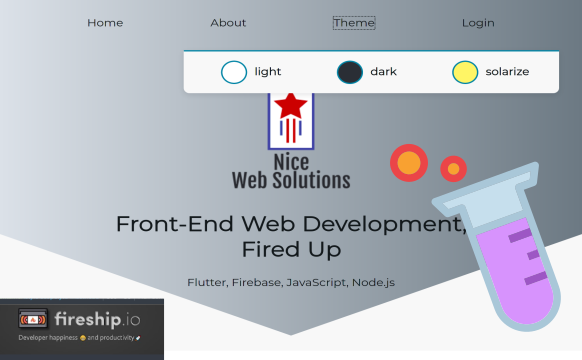 Home About Theme Login
light dark solarize
Nice
Web Solutions
Front-End Web Development,
Fired Up
Flutter, Firebase, JavaScript, Node.js
fireship.io
Developer happiness 😀 and productivity 🚀